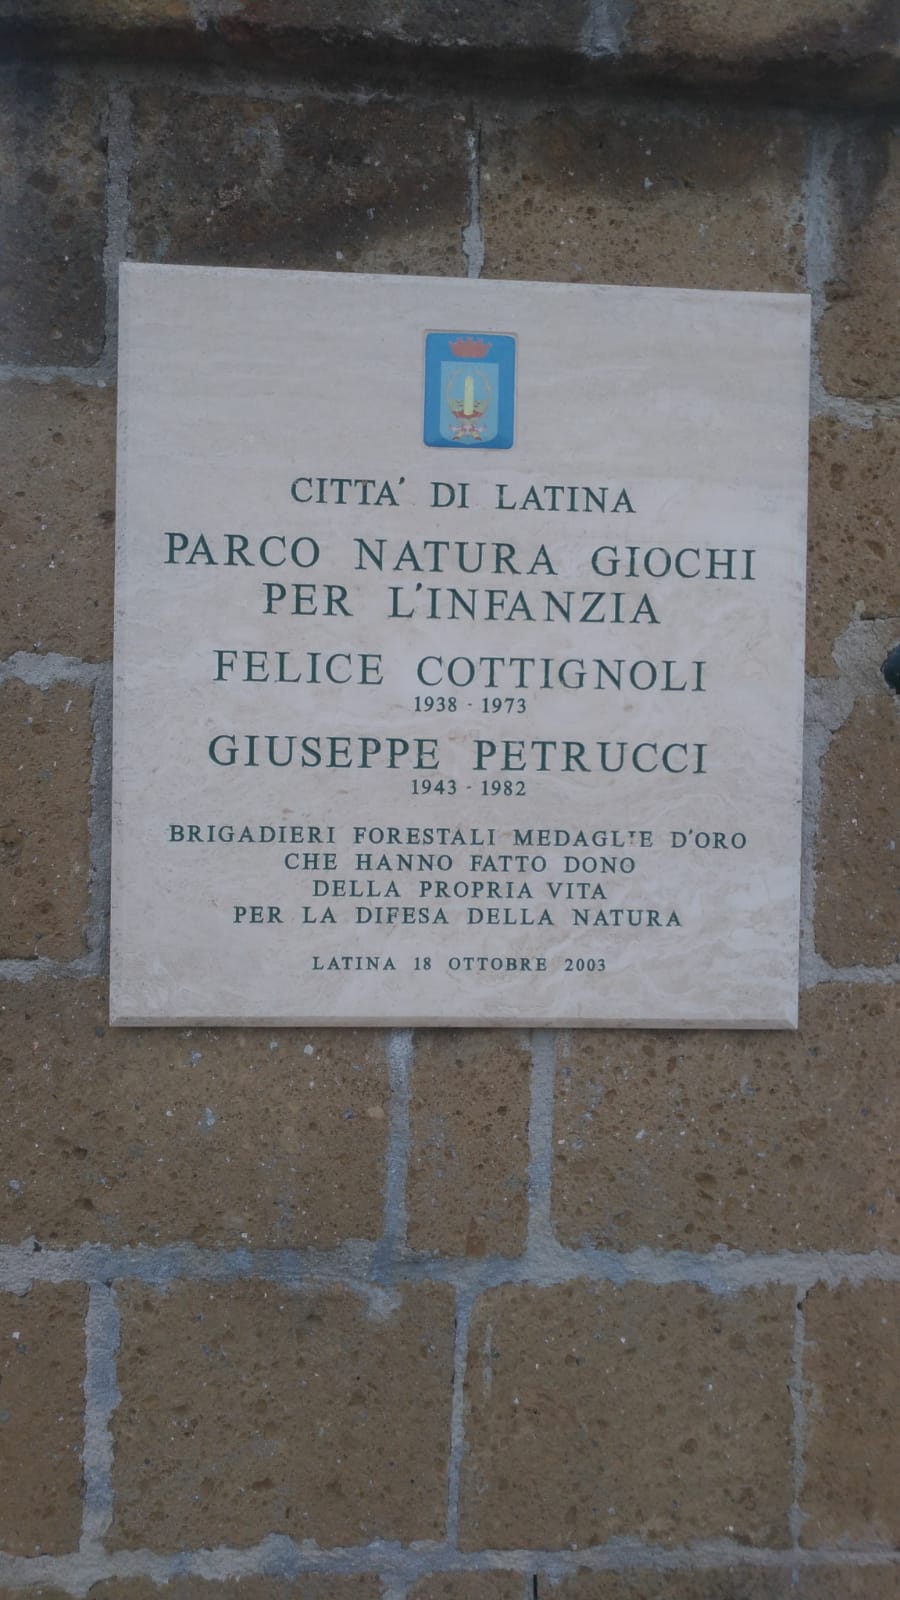 CITTA' DI LATINA
PARCO NATURA GIOCHI
PER L'INFANZIA
FELICE COTTIGNOLI
1938 - 1973
GIUSEPPE PETRUCCI
1943 - 1982
BRIGADIERI FORESTALI MEDAGLIE D'ORO
CHE HANNO FATTO DONO
DELLA PROPRIA VITA
PER LA DIFESA DELLA NATURA
LATINA 18 OTTOBRE 2003